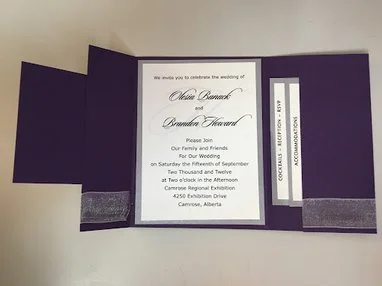 We invite you to celebrate the wedding of
Olesia Banack
and
Brandon Howard
Please Join
Our Family and Friends
For Our Wedding
on Saturday the Fifteenth of September
Two Thousand and Twelve
at Two o'clock in the Afternoon
Camrose Regional Exhibition
4250 Exhibition Drive
Camrose, Alberta
COCKTAILS - RECEPTION - RSVP
ACCOMMODATIONS